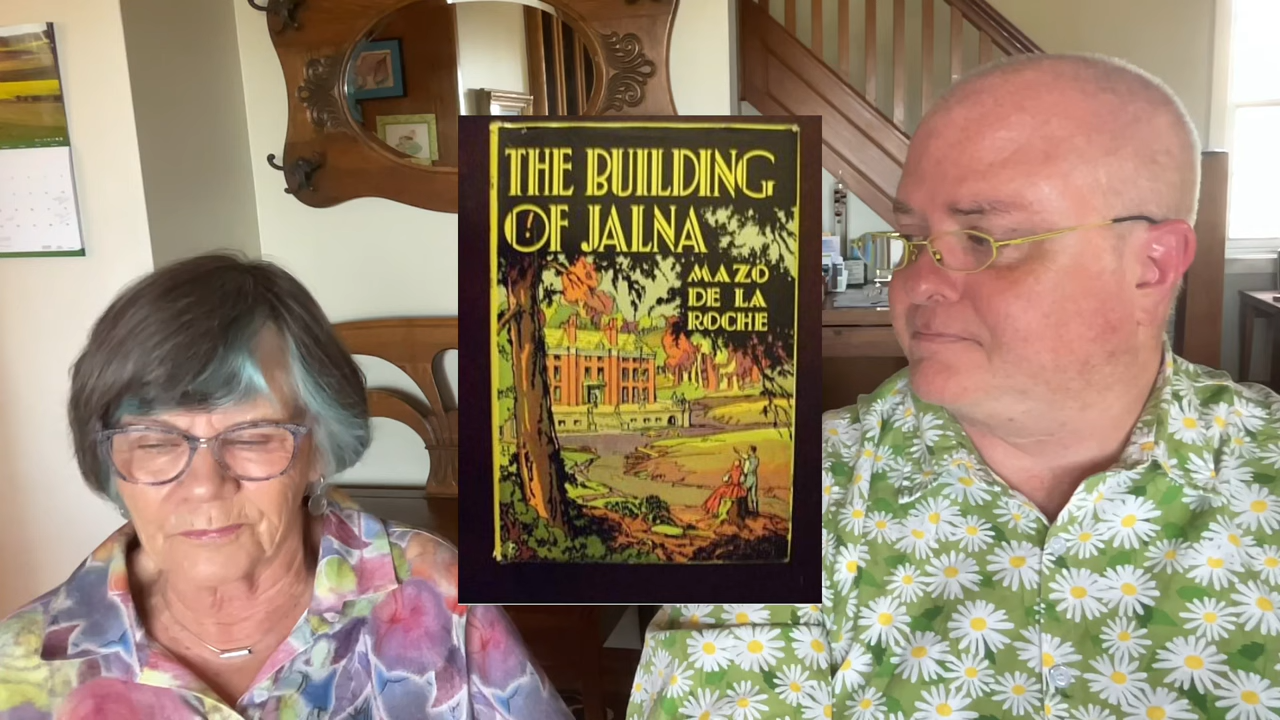 THE BUILDING
OF JALNA
MAZO
DE LA
ROCHE